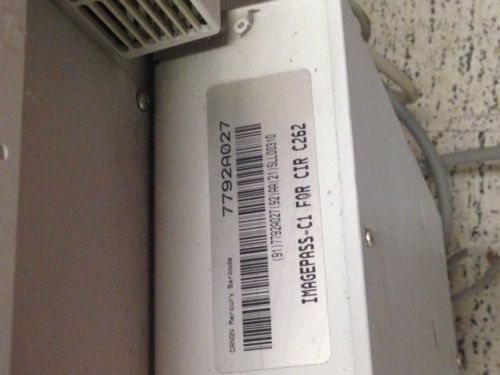 7792A027
CANON Mercury Barcode
(91)7792A027(92)AA(21)SLL00310
IMAGEPASS-C1 FOR CIR C262